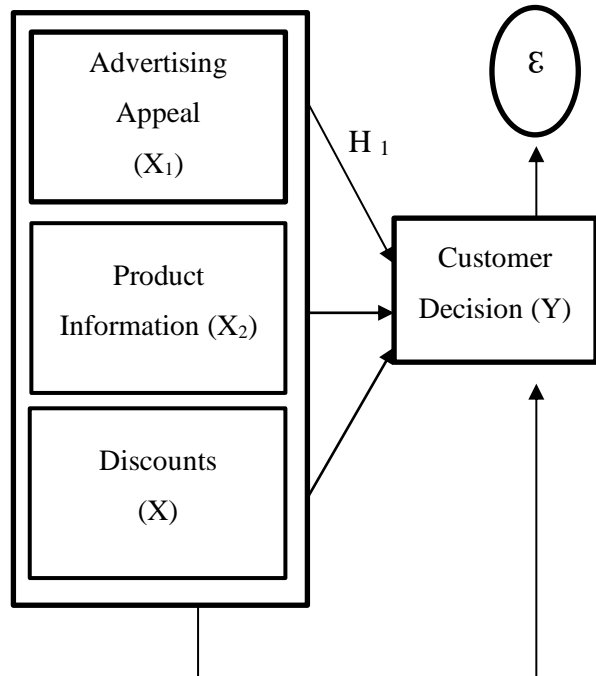 Advertising
Appeal
(X₁)
H ₁
Product
Information (X₂)
Discounts
(X)
Customer
Decision (Y)
ε